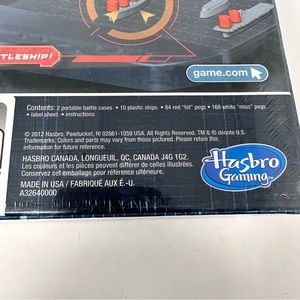 TTLESHIP!
game.com
Contents: 2 portable battle cases • 10 plastic ships • 84 red "hit" pegs • 168 white "miss" pegs
• label sheet • instructions
© 2012 Hasbro, Pawtucket, RI 02861-1059 USA. All Rights Reserved. TM & ® denote U.S.
Trademarks. Colors and parts may vary from those pictured. Please retain this
information for future reference.
HASBRO CANADA, LONGUEUIL, QC, CANADA J4G 1G2.
Les couleurs et pièces peuvent différer de celles illustrées.
Conservez cet emballage pour référence ultérieure.
MADE IN USA / FABRIQUÉ AUX É.-U.
A32640000
Hasbro
Gaming